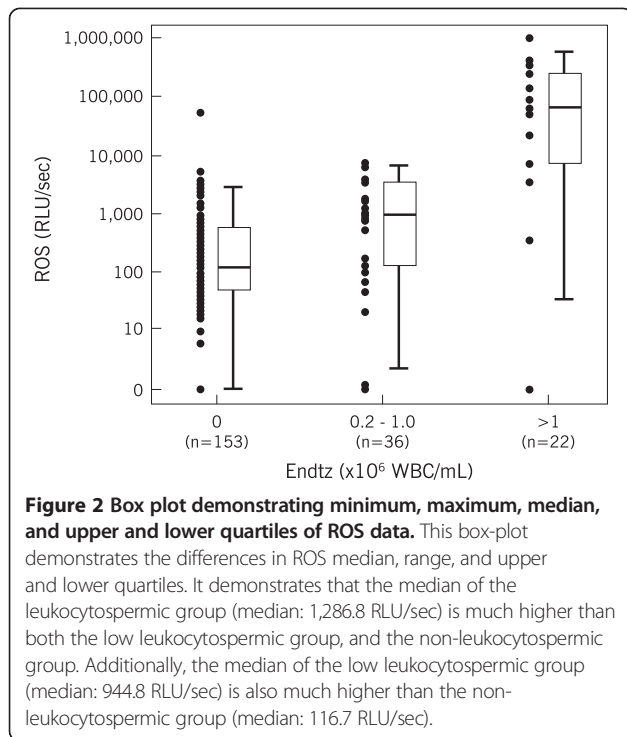 1,000,000
100,000
10,000
1,000
100
10
0
ROS (RLU/sec)
0 0.2 - 1.0 >1
(n=153) (n=36) (n=22)
Endtz (x10⁶ WBC/mL)
Figure 2 Box plot demonstrating minimum, maximum, median,
and upper and lower quartiles of ROS data. This box-plot
demonstrates the differences in ROS median, range, and upper
and lower quartiles. It demonstrates that the median of the
leukocytospermic group (median: 1,286.8 RLU/sec) is much higher than
both the low leukocytospermic group, and the non-leukocytospermic
group. Additionally, the median of the low leukocytospermic group
(median: 944.8 RLU/sec) is also much higher than the non-
leukocytospermic group (median: 116.7 RLU/sec).